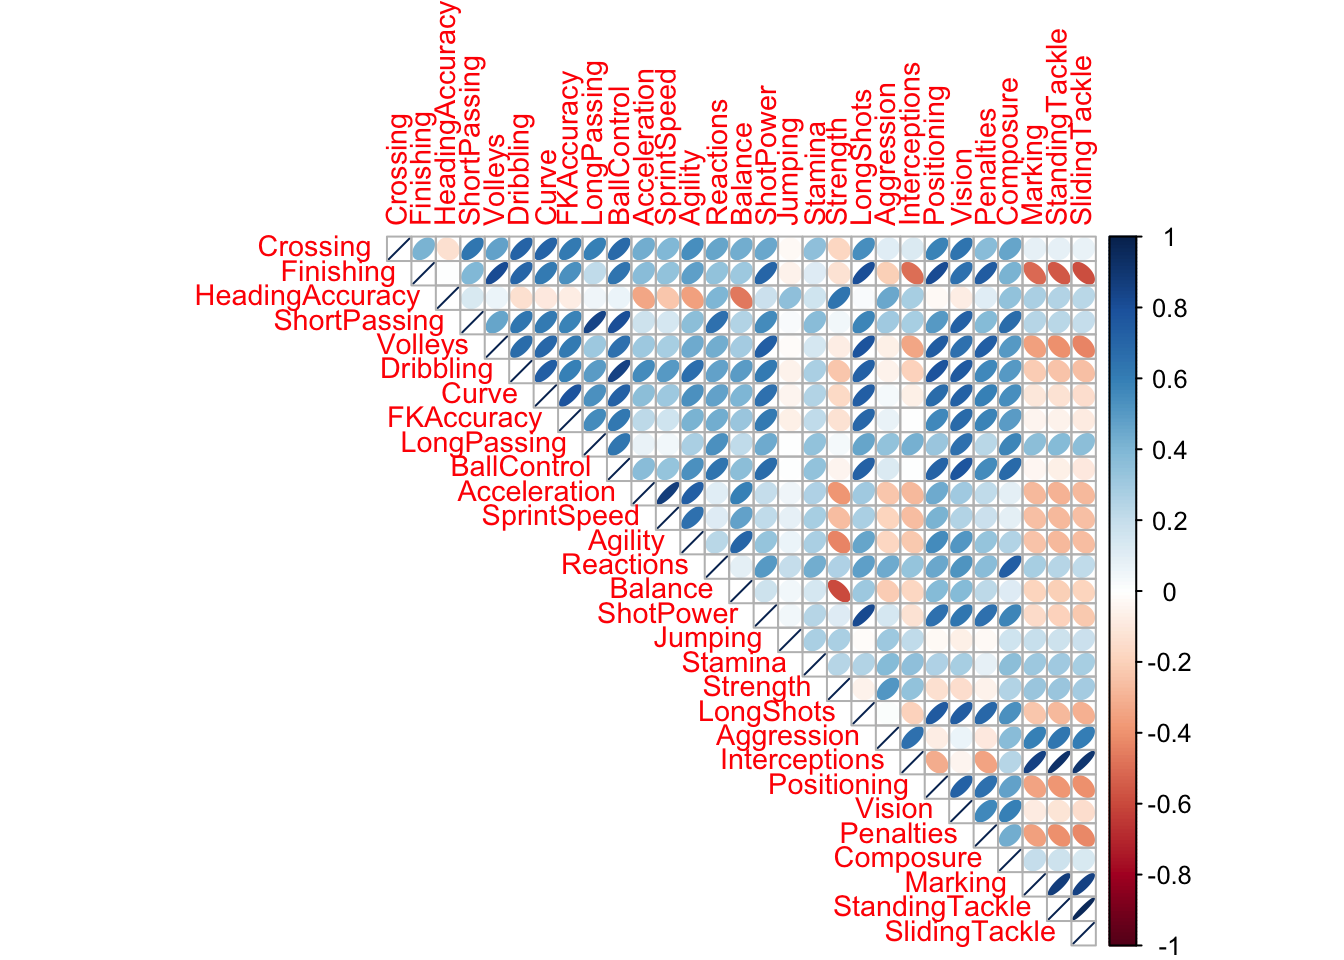 Crossing
Finishing
HeadingAccuracy
ShortPassing
Volleys
Dribbling
Curve
FKAccuracy
LongPassing
BallControl
Acceleration
SprintSpeed
Agility
Reactions
Balance
ShotPower
Jumping
Stamina
Strength
LongShots
Aggression
Interceptions
Positioning
Vision
Penalties
Composure
Marking
StandingTackle
SlidingTackle
Crossing
Finishing
HeadingAccuracy
ShortPassing
Volleys
Dribbling
Curve
FKAccuracy
LongPassing
BallControl
Acceleration
SprintSpeed
Agility
Reactions
Balance
ShotPower
Jumping
Stamina
Strength
LongShots
Aggression
Interceptions
Positioning
Vision
Penalties
Composure
Marking
StandingTackle
SlidingTackle
1
0.8
0.6
0.4
0.2
0
-0.2
-0.4
-0.6
-0.8
-1